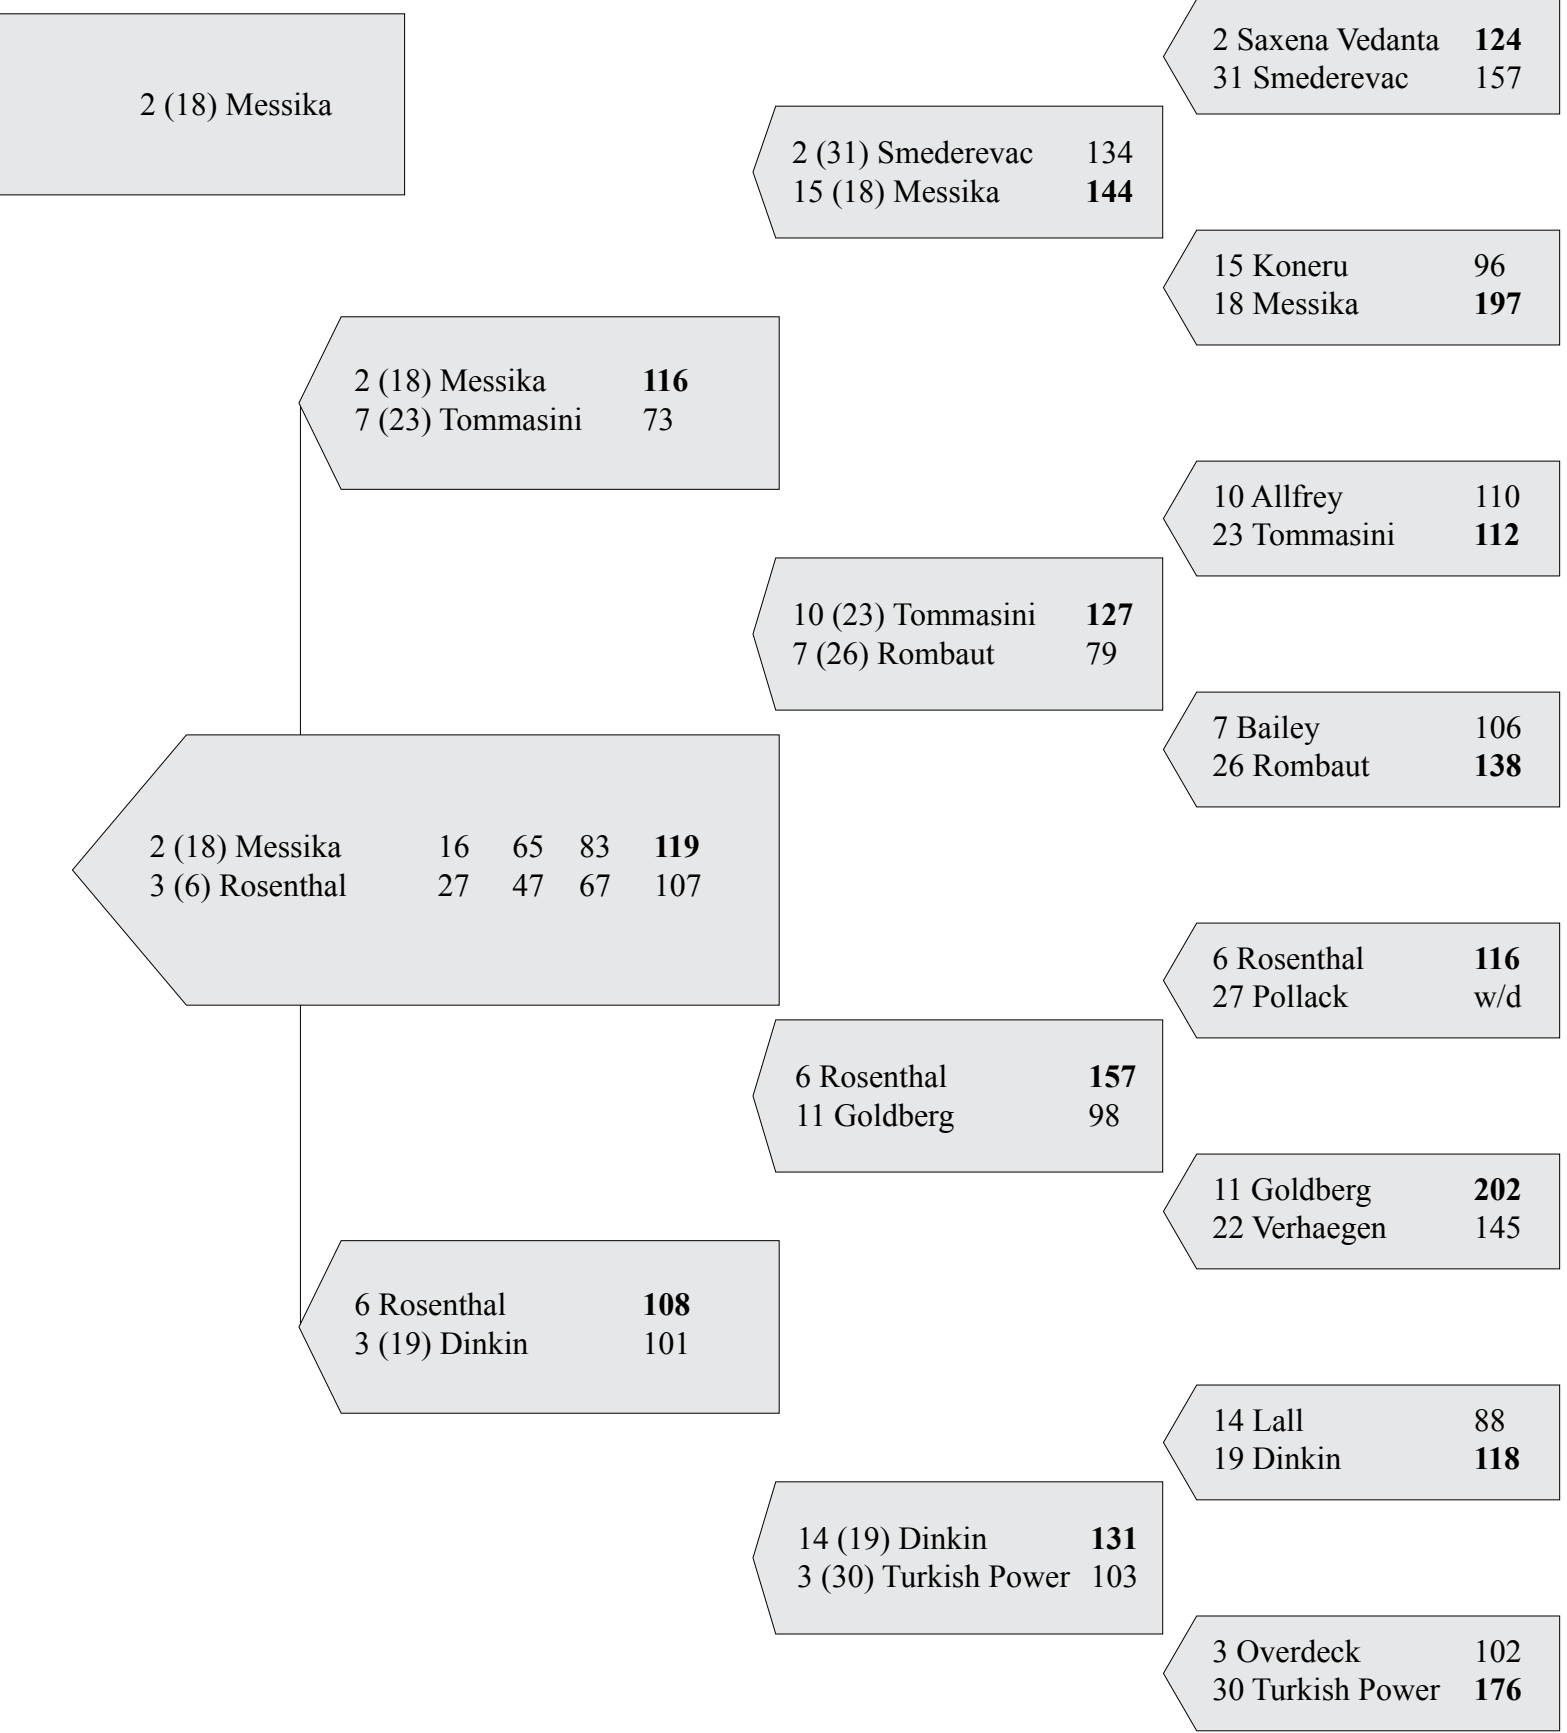 2 (18) Messika
2 Saxena Vedanta 124
31 Smederevac 157
2 (31) Smederevac 134
15 (18) Messika 144
15 Koneru 96
18 Messika 197
2 (18) Messika 116
7 (23) Tommasini 73
10 Allfrey 110
23 Tommasini 112
10 (23) Tommasini 127
7 (26) Rombaut 79
7 Bailey 106
26 Rombaut 138
2 (18) Messika 16 65 83 119
3 (6) Rosenthal 27 47 67 107
6 Rosenthal 116
27 Pollack w/d
6 Rosenthal 157
11 Goldberg 98
11 Goldberg 202
22 Verhaegen 145
6 Rosenthal 108
3 (19) Dinkin 101
14 Lall 88
19 Dinkin 118
14 (19) Dinkin 131
3 (30) Turkish Power 103
3 Overdeck 102
30 Turkish Power 176